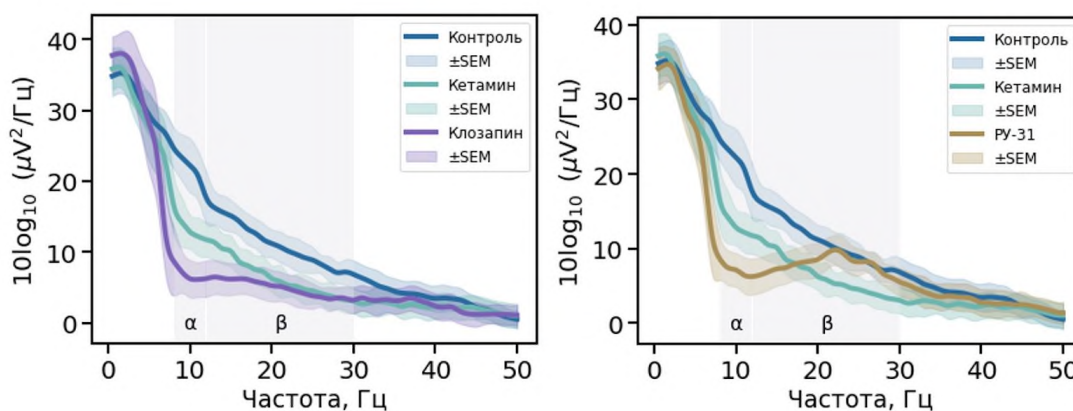 10log₁₀ (μV²/Гц)
40
30
20
10
0
Контроль
±SEM
Кетамин
±SEM
Клозапин
±SEM
α
β
0 10 20 30 40 50
Частота, Гц
10log₁₀ (μV²/Гц)
40
30
20
10
0
Контроль
±SEM
Кетамин
±SEM
РУ-31
±SEM
α
β
0 10 20 30 40 50
Частота, Гц